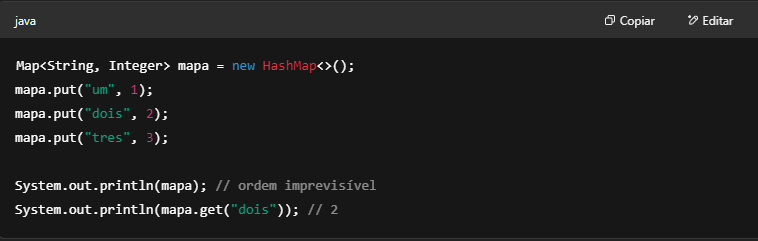 java
Copiar
Editar
Map<String, Integer> mapa = new HashMap<>();
mapa.put("um", 1);
mapa.put("dois", 2);
mapa.put("tres", 3);
System.out.println(mapa); // ordem imprevisível
System.out.println(mapa.get("dois")); // 2